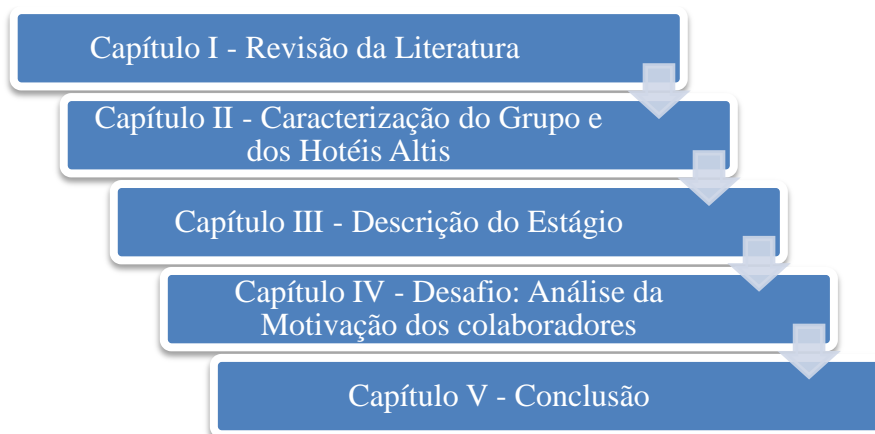 Capítulo I - Revisão da Literatura
Capítulo II - Caracterização do Grupo e
dos Hotéis Altis
Capítulo III - Descrição do Estágio
Capítulo IV - Desafio: Análise da
Motivação dos colaboradores
Capítulo V - Conclusão